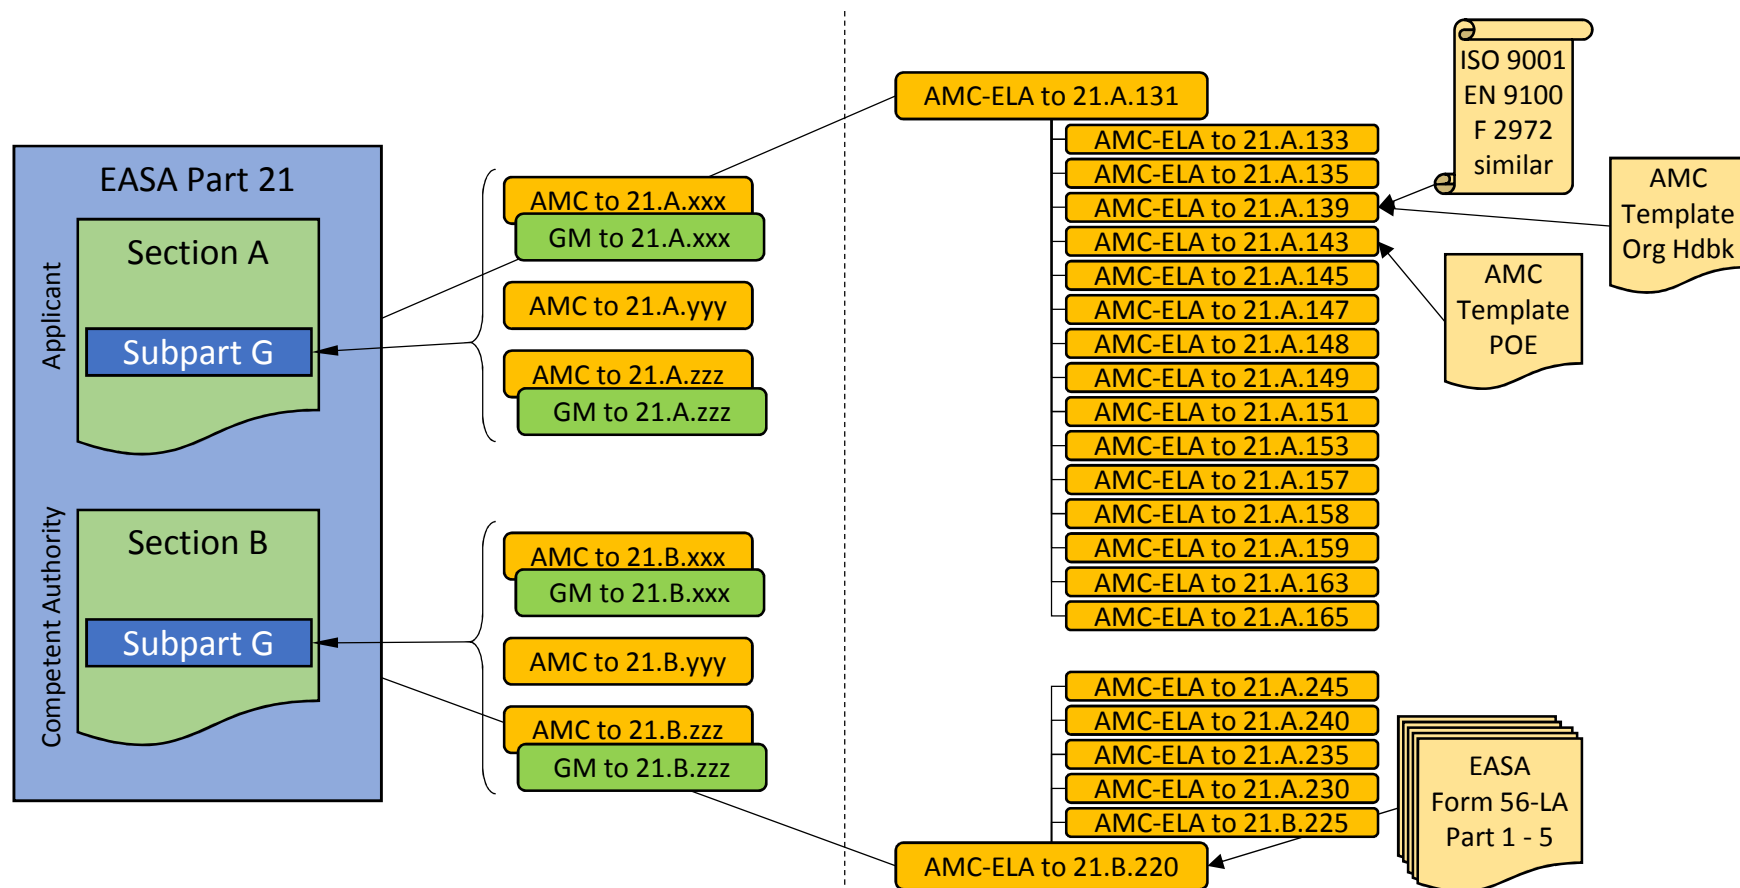 EASA Part 21
Applicant
Section A
Subpart G
Competent Authority
Section B
Subpart G
AMC to 21.A.xxx
GM to 21.A.xxx
AMC to 21.A.yyy
AMC to 21.A.zzz
GM to 21.A.zzz
AMC to 21.B.xxx
GM to 21.B.xxx
AMC to 21.B.yyy
AMC to 21.B.zzz
GM to 21.B.zzz
AMC-ELA to 21.A.131
AMC-ELA to 21.A.133
AMC-ELA to 21.A.135
AMC-ELA to 21.A.139
AMC-ELA to 21.A.143
AMC-ELA to 21.A.145
AMC-ELA to 21.A.147
AMC-ELA to 21.A.148
AMC-ELA to 21.A.149
AMC-ELA to 21.A.151
AMC-ELA to 21.A.153
AMC-ELA to 21.A.157
AMC-ELA to 21.A.158
AMC-ELA to 21.A.159
AMC-ELA to 21.A.163
AMC-ELA to 21.A.165
AMC-ELA to 21.A.245
AMC-ELA to 21.A.240
AMC-ELA to 21.A.235
AMC-ELA to 21.A.230
AMC-ELA to 21.B.225
AMC-ELA to 21.B.220
ISO 9001
EN 9100
F 2972
similar
AMC
Template
Org Hdbk
AMC
Template
POE
EASA
Form 56-LA
Part 1 - 5